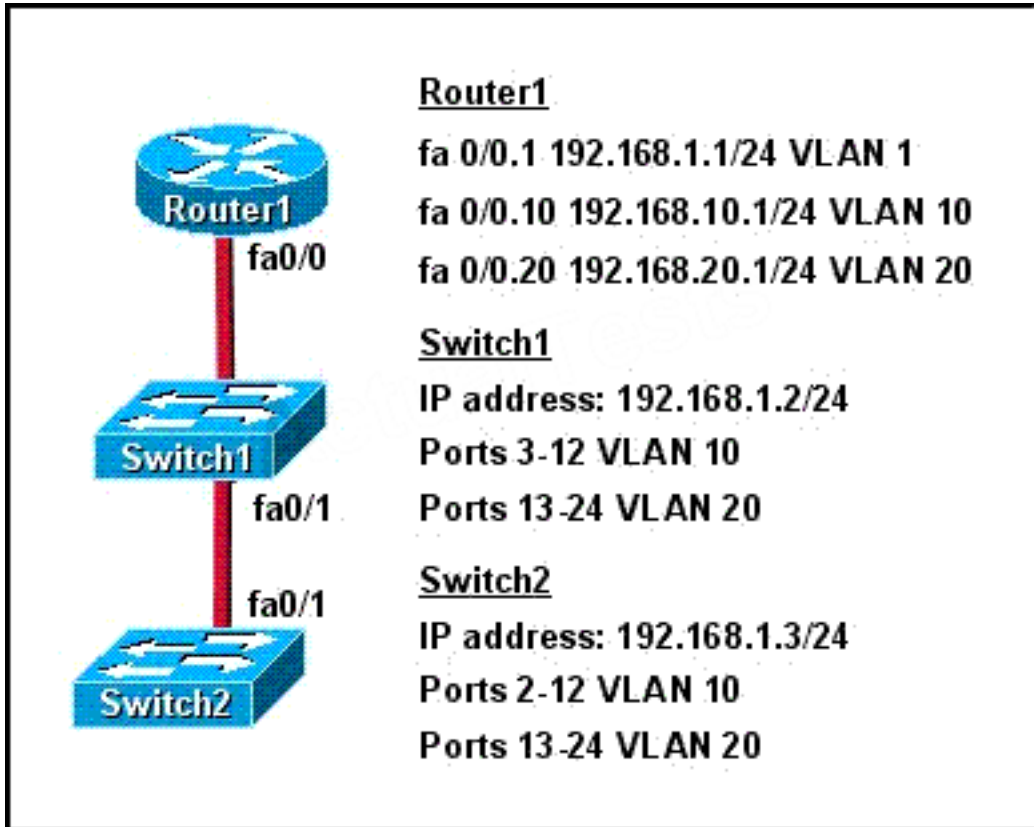 Router1
fa 0/0.1 192.168.1.1/24 VLAN 1
fa 0/0.10 192.168.10.1/24 VLAN 10
fa 0/0.20 192.168.20.1/24 VLAN 20
Router1
fa0/0
Switch1
IP address: 192.168.1.2/24
Ports 3-12 VLAN 10
Ports 13-24 VLAN 20
Switch1
fa0/1
Switch2
IP address: 192.168.1.3/24
Ports 2-12 VLAN 10
Ports 13-24 VLAN 20
fa0/1
Switch2